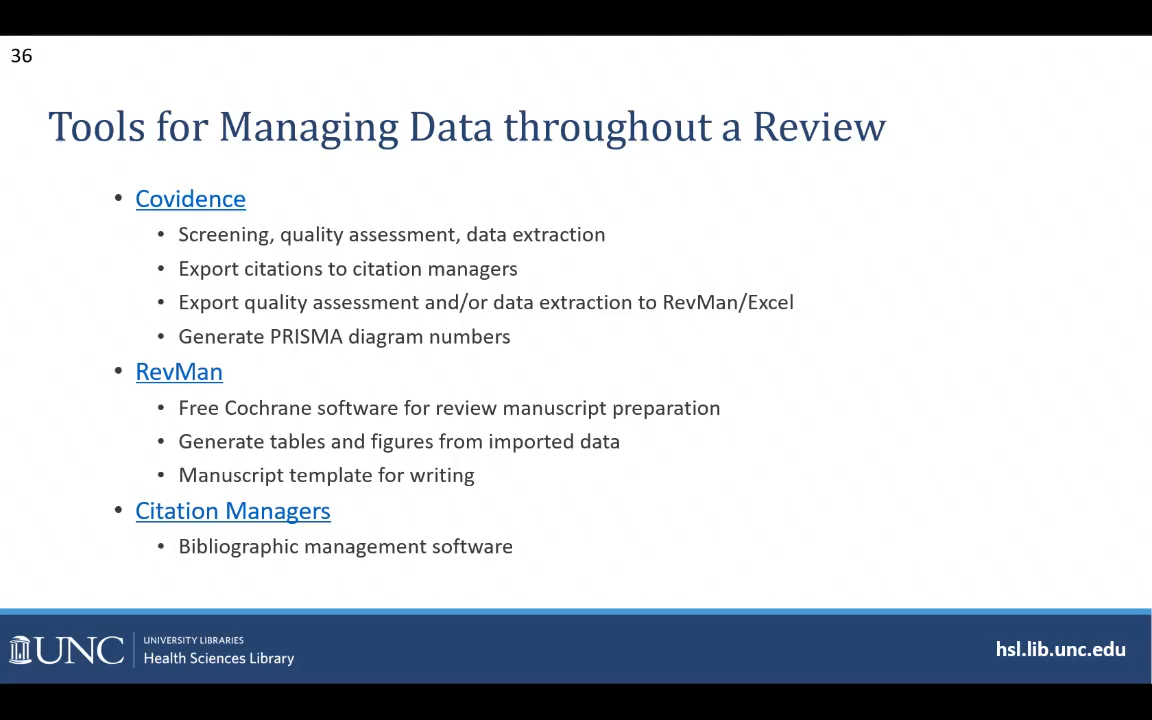 36
Tools for Managing Data throughout a Review
• Covidence
• Screening, quality assessment, data extraction
• Export citations to citation managers
• Export quality assessment and/or data extraction to RevMan/Excel
• Generate PRISMA diagram numbers
• RevMan
• Free Cochrane software for review manuscript preparation
• Generate tables and figures from imported data
• Manuscript template for writing
• Citation Managers
• Bibliographic management software
UNC
UNIVERSITY LIBRARIES
Health Sciences Library
hsl.lib.unc.edu